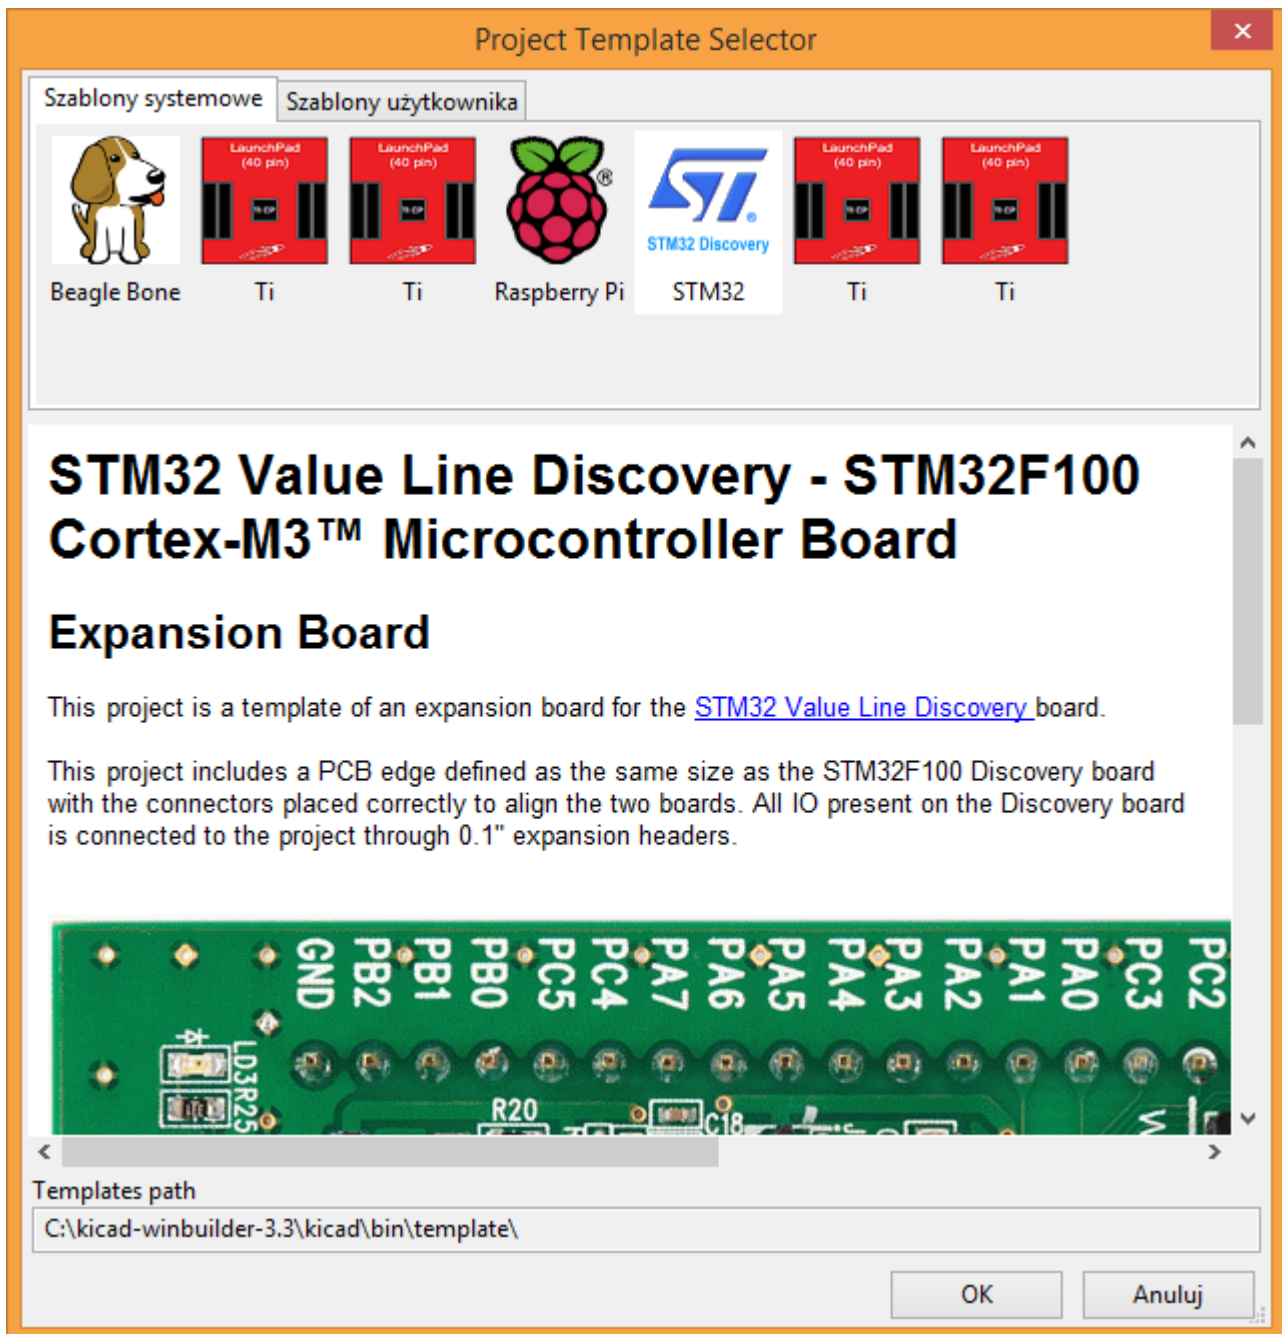 Project Template Selector
Szablony systemowe
Szablony użytkownika
LaunchPad
(40 pin)
LaunchPad
(40 pin)
®
ST
STM32 Discovery
LaunchPad
(40 pin)
LaunchPad
(40 pin)
Beagle Bone
Ti
Ti
Raspberry Pi
STM32
Ti
Ti
STM32 Value Line Discovery - STM32F100
Cortex-M3™ Microcontroller Board
Expansion Board
This project is a template of an expansion board for the STM32 Value Line Discovery board.
This project includes a PCB edge defined as the same size as the STM32F100 Discovery board
with the connectors placed correctly to align the two boards. All IO present on the Discovery board
is connected to the project through 0.1" expansion headers.
GND PB2 PB1 PB0 PC5 PC4 PA7 PA6 PA5 PA4 PA3 PA2 PA1 PA0 PC3 PC2
LD3 R25
R20
C18
Templates path
C:\kicad-winbuilder-3.3\kicad\bin\template\
OK
Anuluj